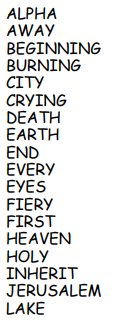 ALPHA
AWAY
BEGINNING
BURNING
CITY
CRYING
DEATH
EARTH
END
EVERY
EYES
FIERY
FIRST
HEAVEN
HOLY
INHERIT
JERUSALEM
LAKE